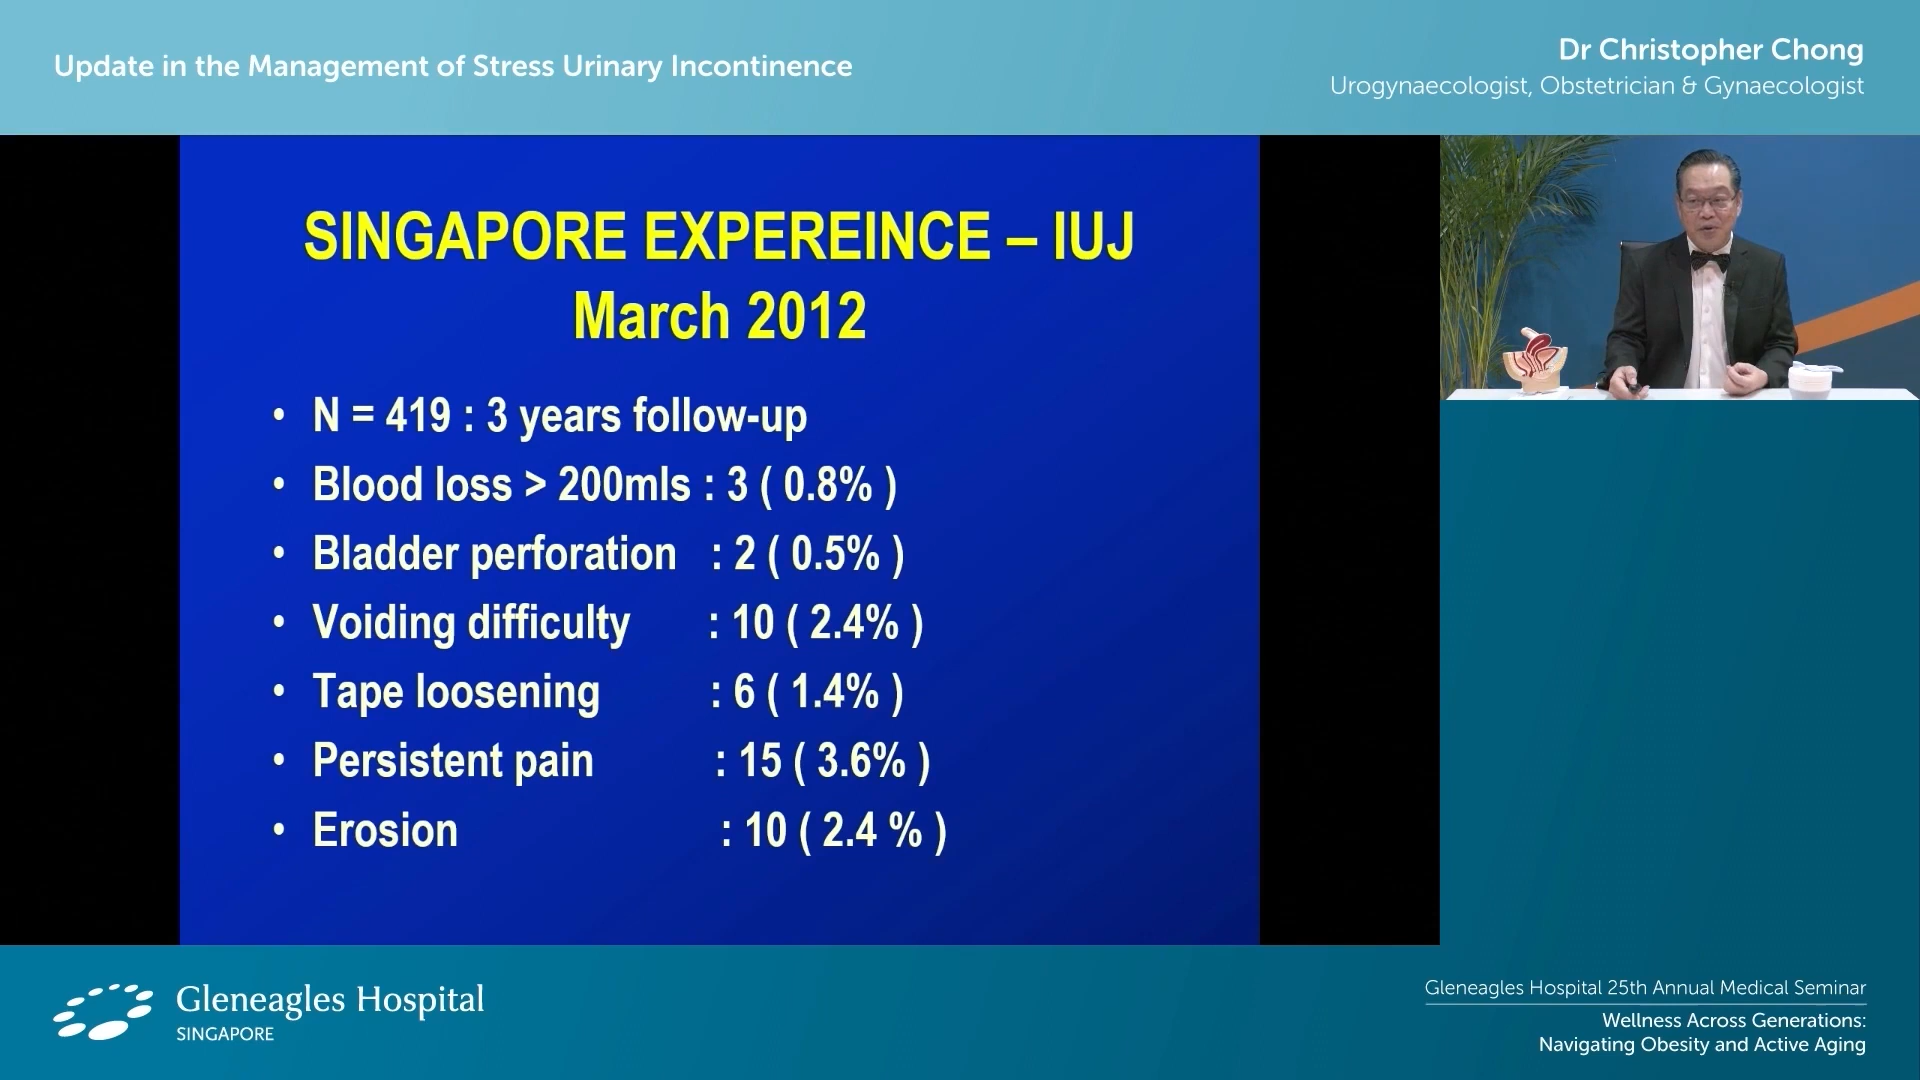 Update in the Management of Stress Urinary Incontinence
Dr Christopher Chong
Urogynaecologist, Obstetrician & Gynaecologist
SINGAPORE EXPEREINCE – IUJ
March 2012
• N = 419 : 3 years follow-up
• Blood loss > 200mls : 3 ( 0.8% )
• Bladder perforation : 2 ( 0.5% )
• Voiding difficulty : 10 ( 2.4% )
• Tape loosening : 6 ( 1.4% )
• Persistent pain : 15 ( 3.6% )
• Erosion : 10 ( 2.4 % )
Gleneagles Hospital
SINGAPORE
Gleneagles Hospital 25th Annual Medical Seminar
Wellness Across Generations:
Navigating Obesity and Active Aging